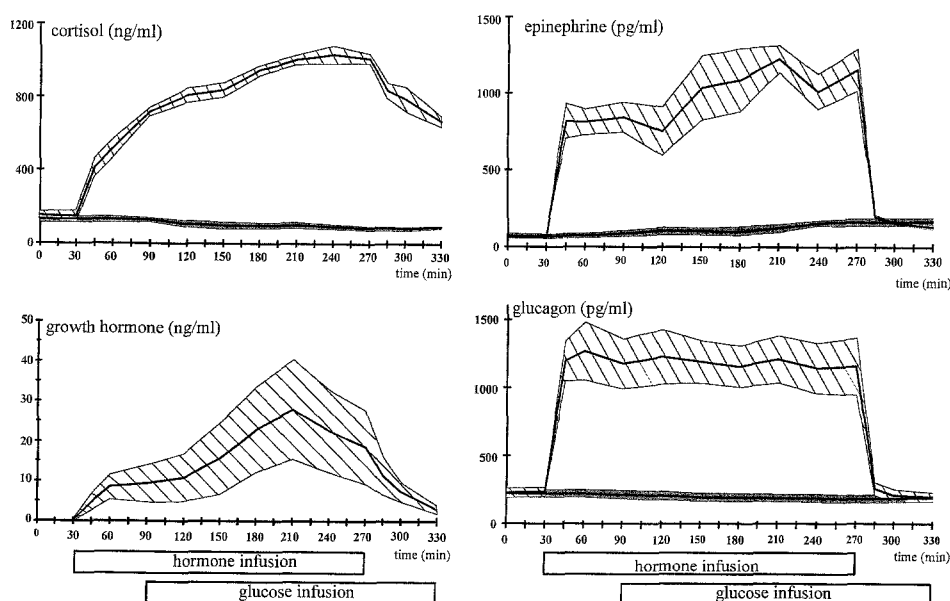 cortisol (ng/ml)
1200
800
400
0
0 30 60 90 120 150 180 210 240 270 300 330
time (min)
epinephrine (pg/ml)
1500
1000
500
0
0 30 60 90 120 150 180 210 240 270 300 330
time (min)
growth hormone (ng/ml)
50
40
30
20
10
0
0 30 60 90 120 150 180 210 240 270 300 330
time (min)
hormone infusion
glucose infusion
glucagon (pg/ml)
1500
1000
500
0
0 30 60 90 120 150 180 210 240 270 300 330
time (min)
hormone infusion
glucose infusion